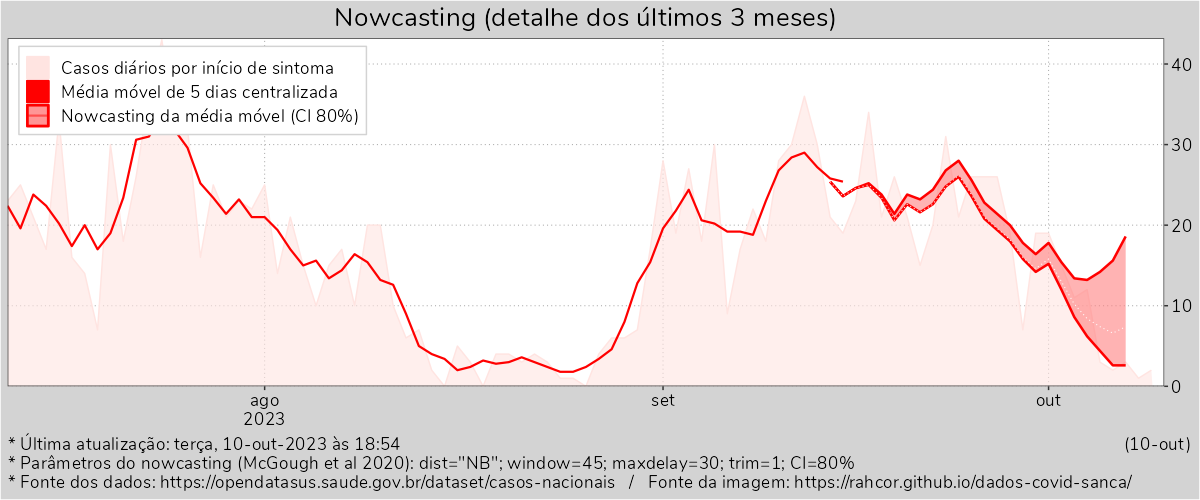 Nowcasting (detalhe dos últimos 3 meses)
Casos diários por início de sintoma
Média móvel de 5 dias centralizada
Nowcasting da média móvel (CI 80%)
40
30
20
10
0
ago
2023
set
out
* Última atualização: terça, 10-out-2023 às 18:54
(10-out)
* Parâmetros do nowcasting (McGough et al 2020): dist="NB"; window=45; maxdelay=30; trim=1; CI=80%
* Fonte dos dados: https://opendatasus.saude.gov.br/dataset/casos-nacionais / Fonte da imagem: https://rahcor.github.io/dados-covid-sanca/